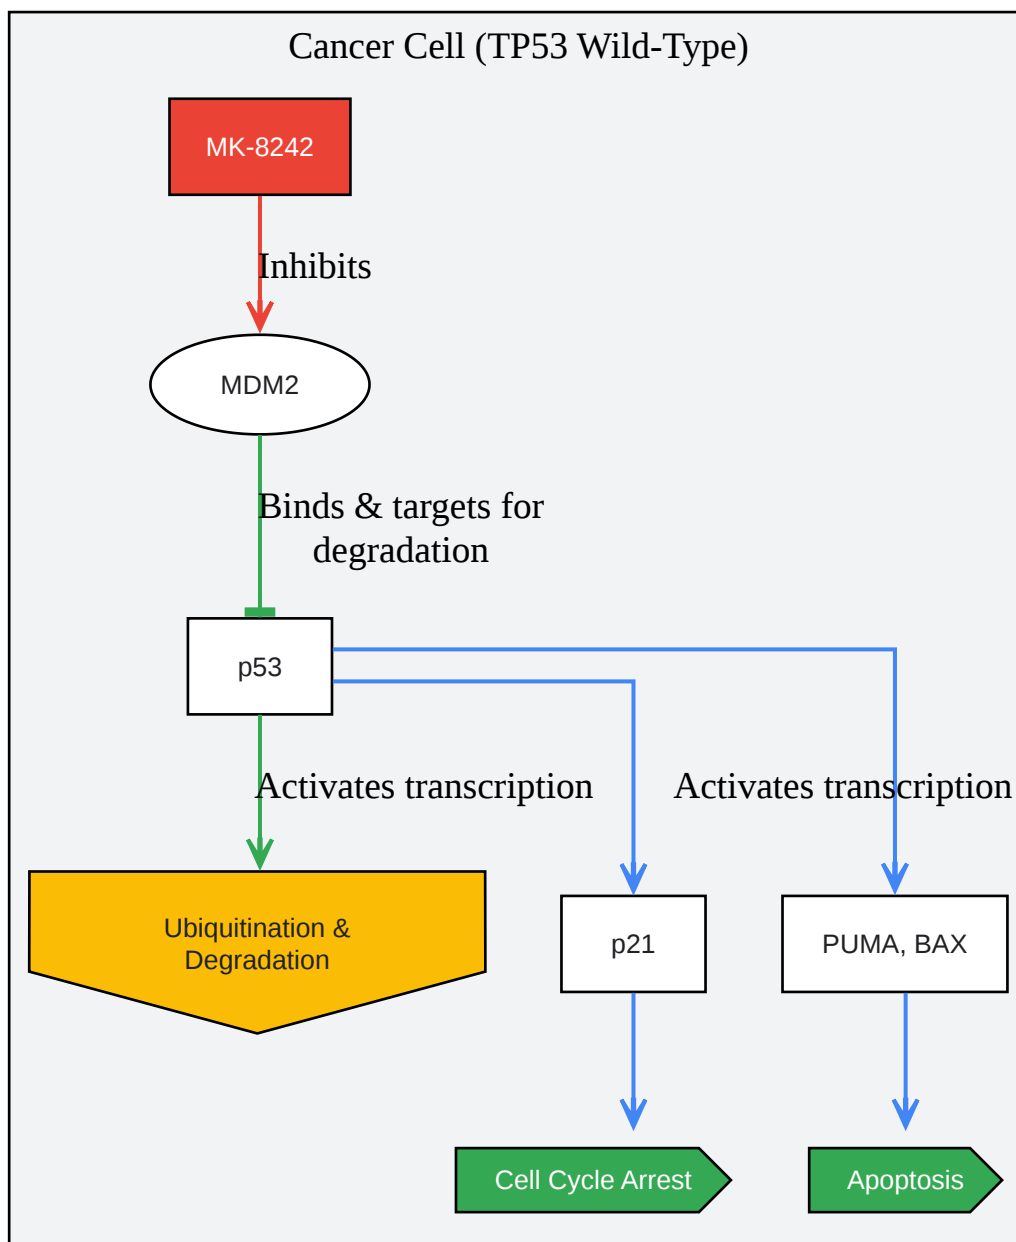 Cancer Cell (TP53 Wild-Type)
MK-8242
Inhibits
MDM2
Binds & targets for
degradation
p53
Activates transcription
Activates transcription
Ubiquitination &
Degradation
p21
PUMA, BAX
Cell Cycle Arrest
Apoptosis